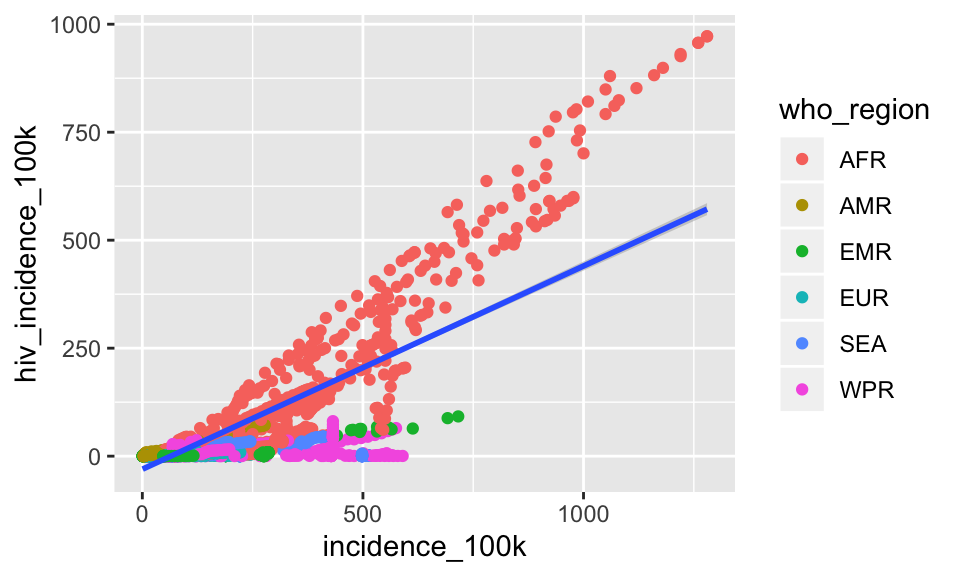 1000
750
500
250
0
hiv_incidence_100k
0 500 1000
incidence_100k
who_region
AFR
AMR
EMR
EUR
SEA
WPR